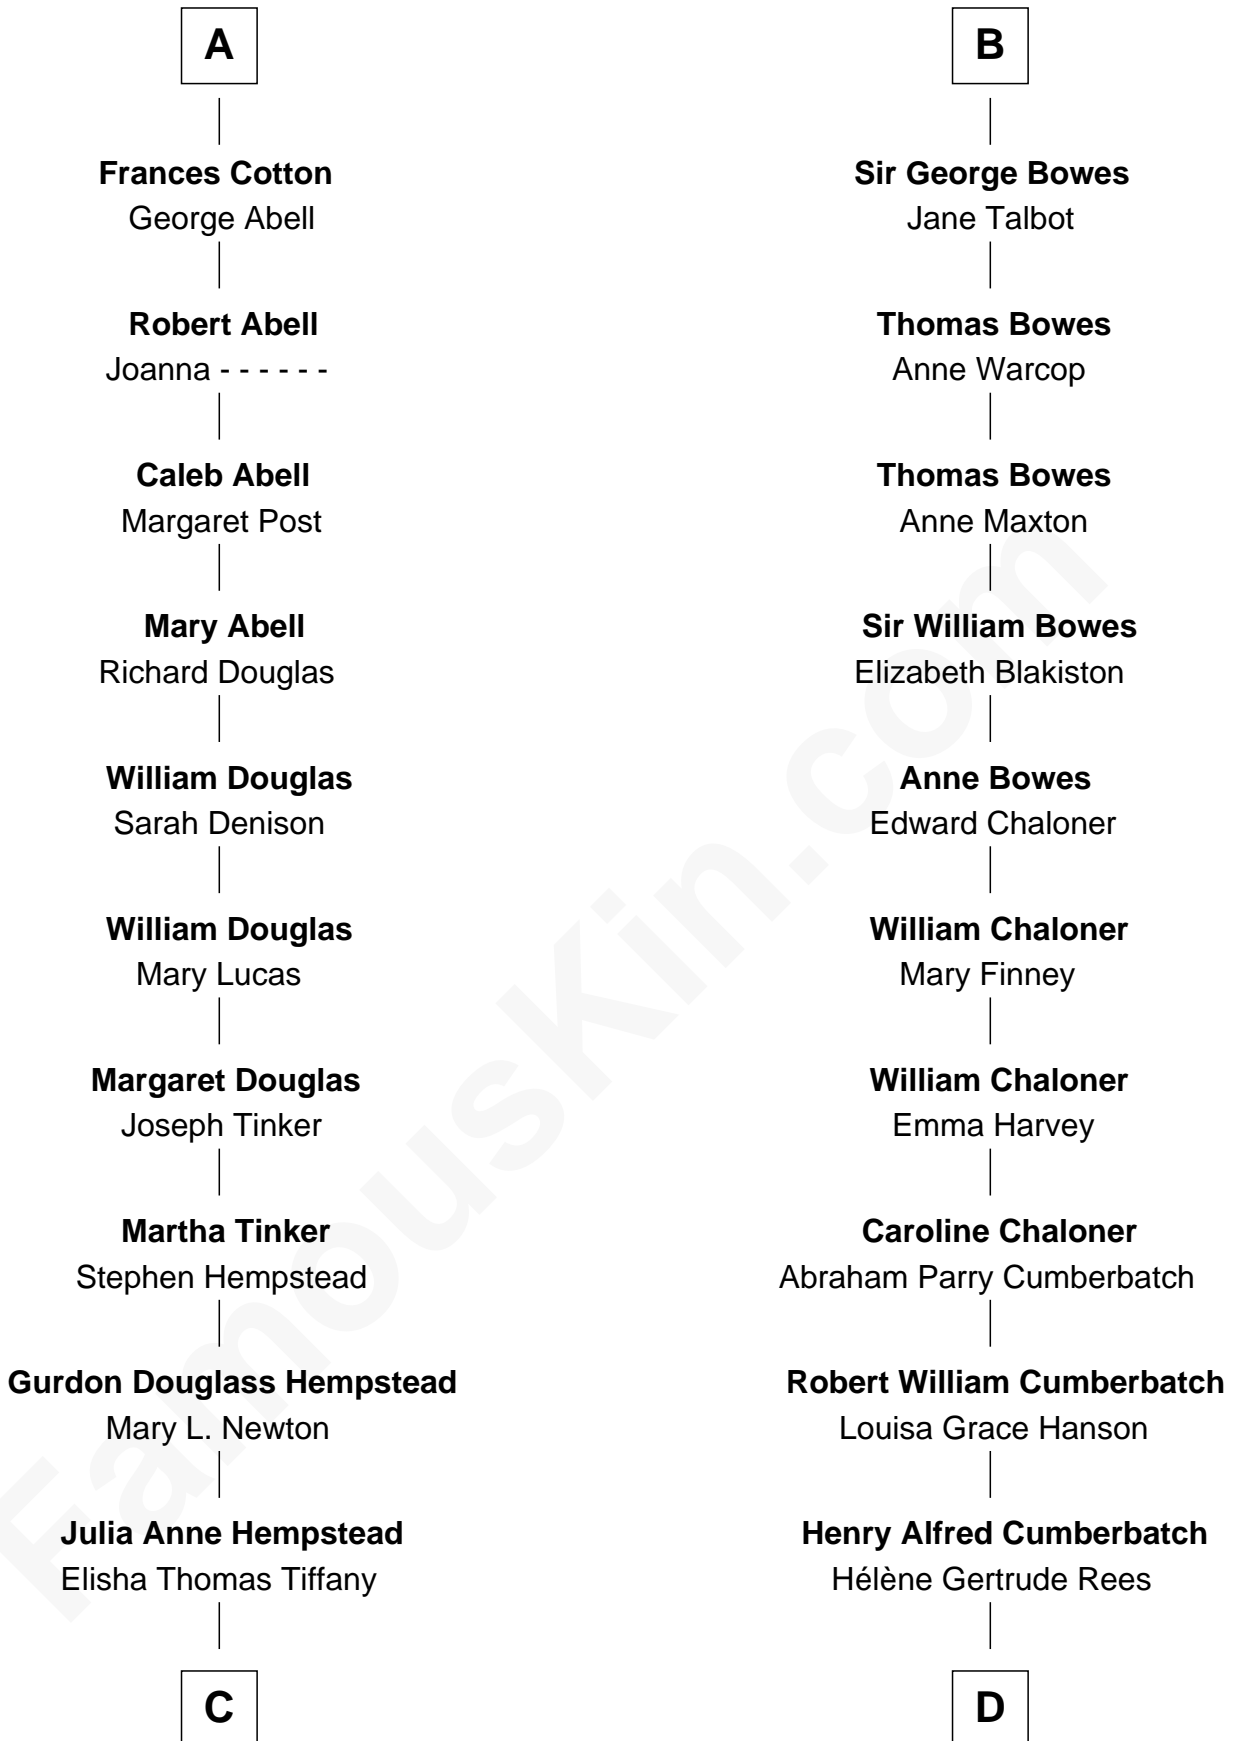 A
Frances Cotton
George Abell
Robert Abell
Joanna - - - - - -
Caleb Abell
Margaret Post
Mary Abell
Richard Douglas
William Douglas
Sarah Denison
William Douglas
Mary Lucas
Margaret Douglas
Joseph Tinker
Martha Tinker
Stephen Hempstead
Gurdon Douglass Hempstead
Mary L. Newton
Julia Anne Hempstead
Elisha Thomas Tiffany
C
B
Sir George Bowes
Jane Talbot
Thomas Bowes
Anne Warcop
Thomas Bowes
Anne Maxton
Sir William Bowes
Elizabeth Blakiston
Anne Bowes
Edward Chaloner
William Chaloner
Mary Finney
William Chaloner
Emma Harvey
Caroline Chaloner
Abraham Parry Cumberbatch
Robert William Cumberbatch
Louisa Grace Hanson
Henry Alfred Cumberbatch
Hélène Gertrude Rees
D
FamousKin.com